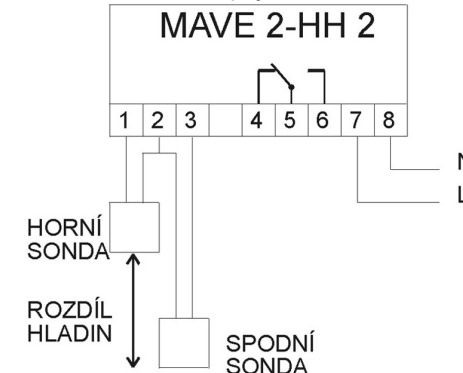 MAVE 2-HH 2
1 2 3 4 5 6 7 8
N
L
HORNÍ
SONDA
ROZDÍL
HLADIN
SPODNÍ
SONDA